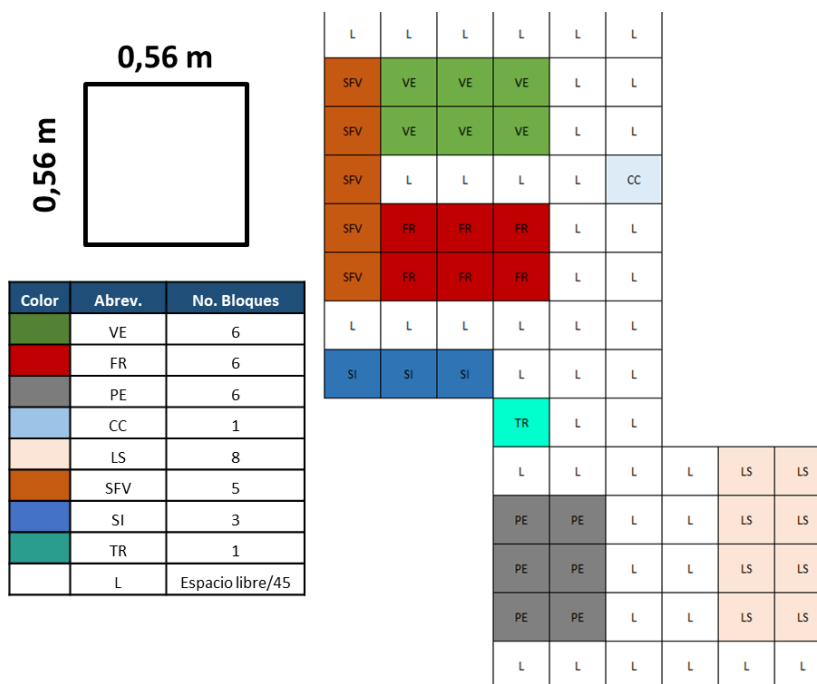 0,56 m
0,56 m
Color Abrev. No. Bloques
VE 6
FR 6
PE 6
CC 1
LS 8
SFV 5
SI 3
TR 1
L Espacio libre/45
L L L L L L
SFV VE VE VE L L
SFV VE VE VE L L
SFV L L L L CC
SFV FR FR FR L L
SFV FR FR FR L L
L L L L L L
SI SI SI L L L
TR L L
L L L L LS LS
PE PE L L LS LS
PE PE L L LS LS
PE PE L L LS LS
L L L L L L